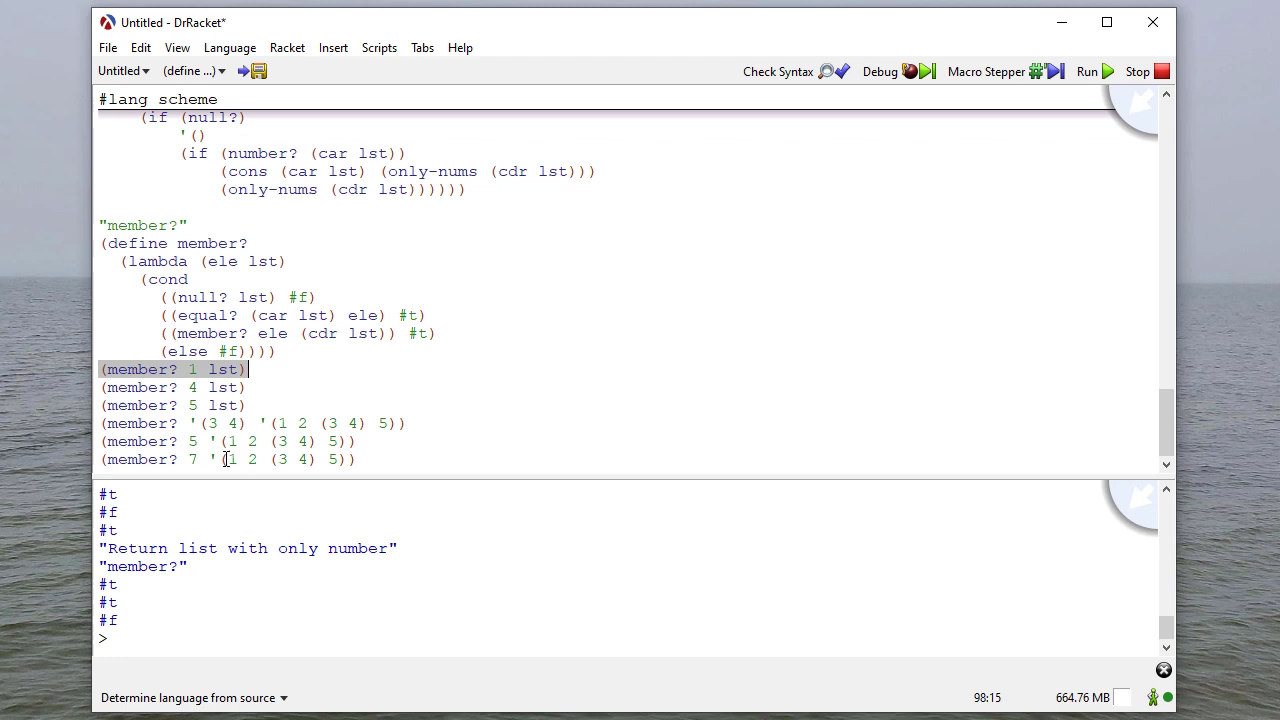 Untitled - DrRacket*
File Edit View Language Racket Insert Scripts Tabs Help
Untitled (define ...) Check Syntax Debug Macro Stepper Run Stop
#lang scheme
(if (null?)
'()
(if (number? (car lst))
(cons (car lst) (only-nums (cdr lst)))
(only-nums (cdr lst))))))
"member?"
(define member?
(lambda (ele lst)
(cond
((null? lst) #f)
((equal? (car lst) ele) #t)
((member? ele (cdr lst)) #t)
(else #f))))
(member? 1 lst)
(member? 4 lst)
(member? 5 lst)
(member? '(3 4) '(1 2 (3 4) 5))
(member? 5 '(1 2 (3 4) 5))
(member? 7 '(1 2 (3 4) 5))
#t
#f
#t
"Return list with only number"
"member?"
#t
#t
#f
>
Determine language from source 98:15 664.76 MB